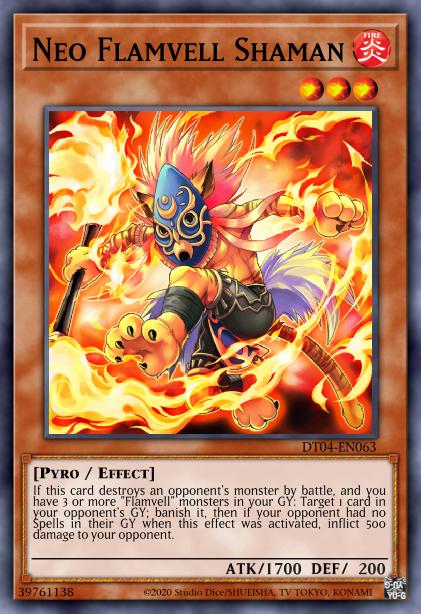 NEO FLAMVELL SHAMAN
FIRE
炎
DT04-EN063
[PYRO / EFFECT]
If this card destroys an opponent's monster by battle, and you
have 3 or more "Flamvell" monsters in your GY: Target 1 card in
your opponent's GY; banish it, then if your opponent had no
Spells in their GY when this effect was activated, inflict 500
damage to your opponent.
ATK/1700 DEF/ 200
39761138
©2020 Studio Dice/SHUEISHA, TV TOKYO, KONAMI